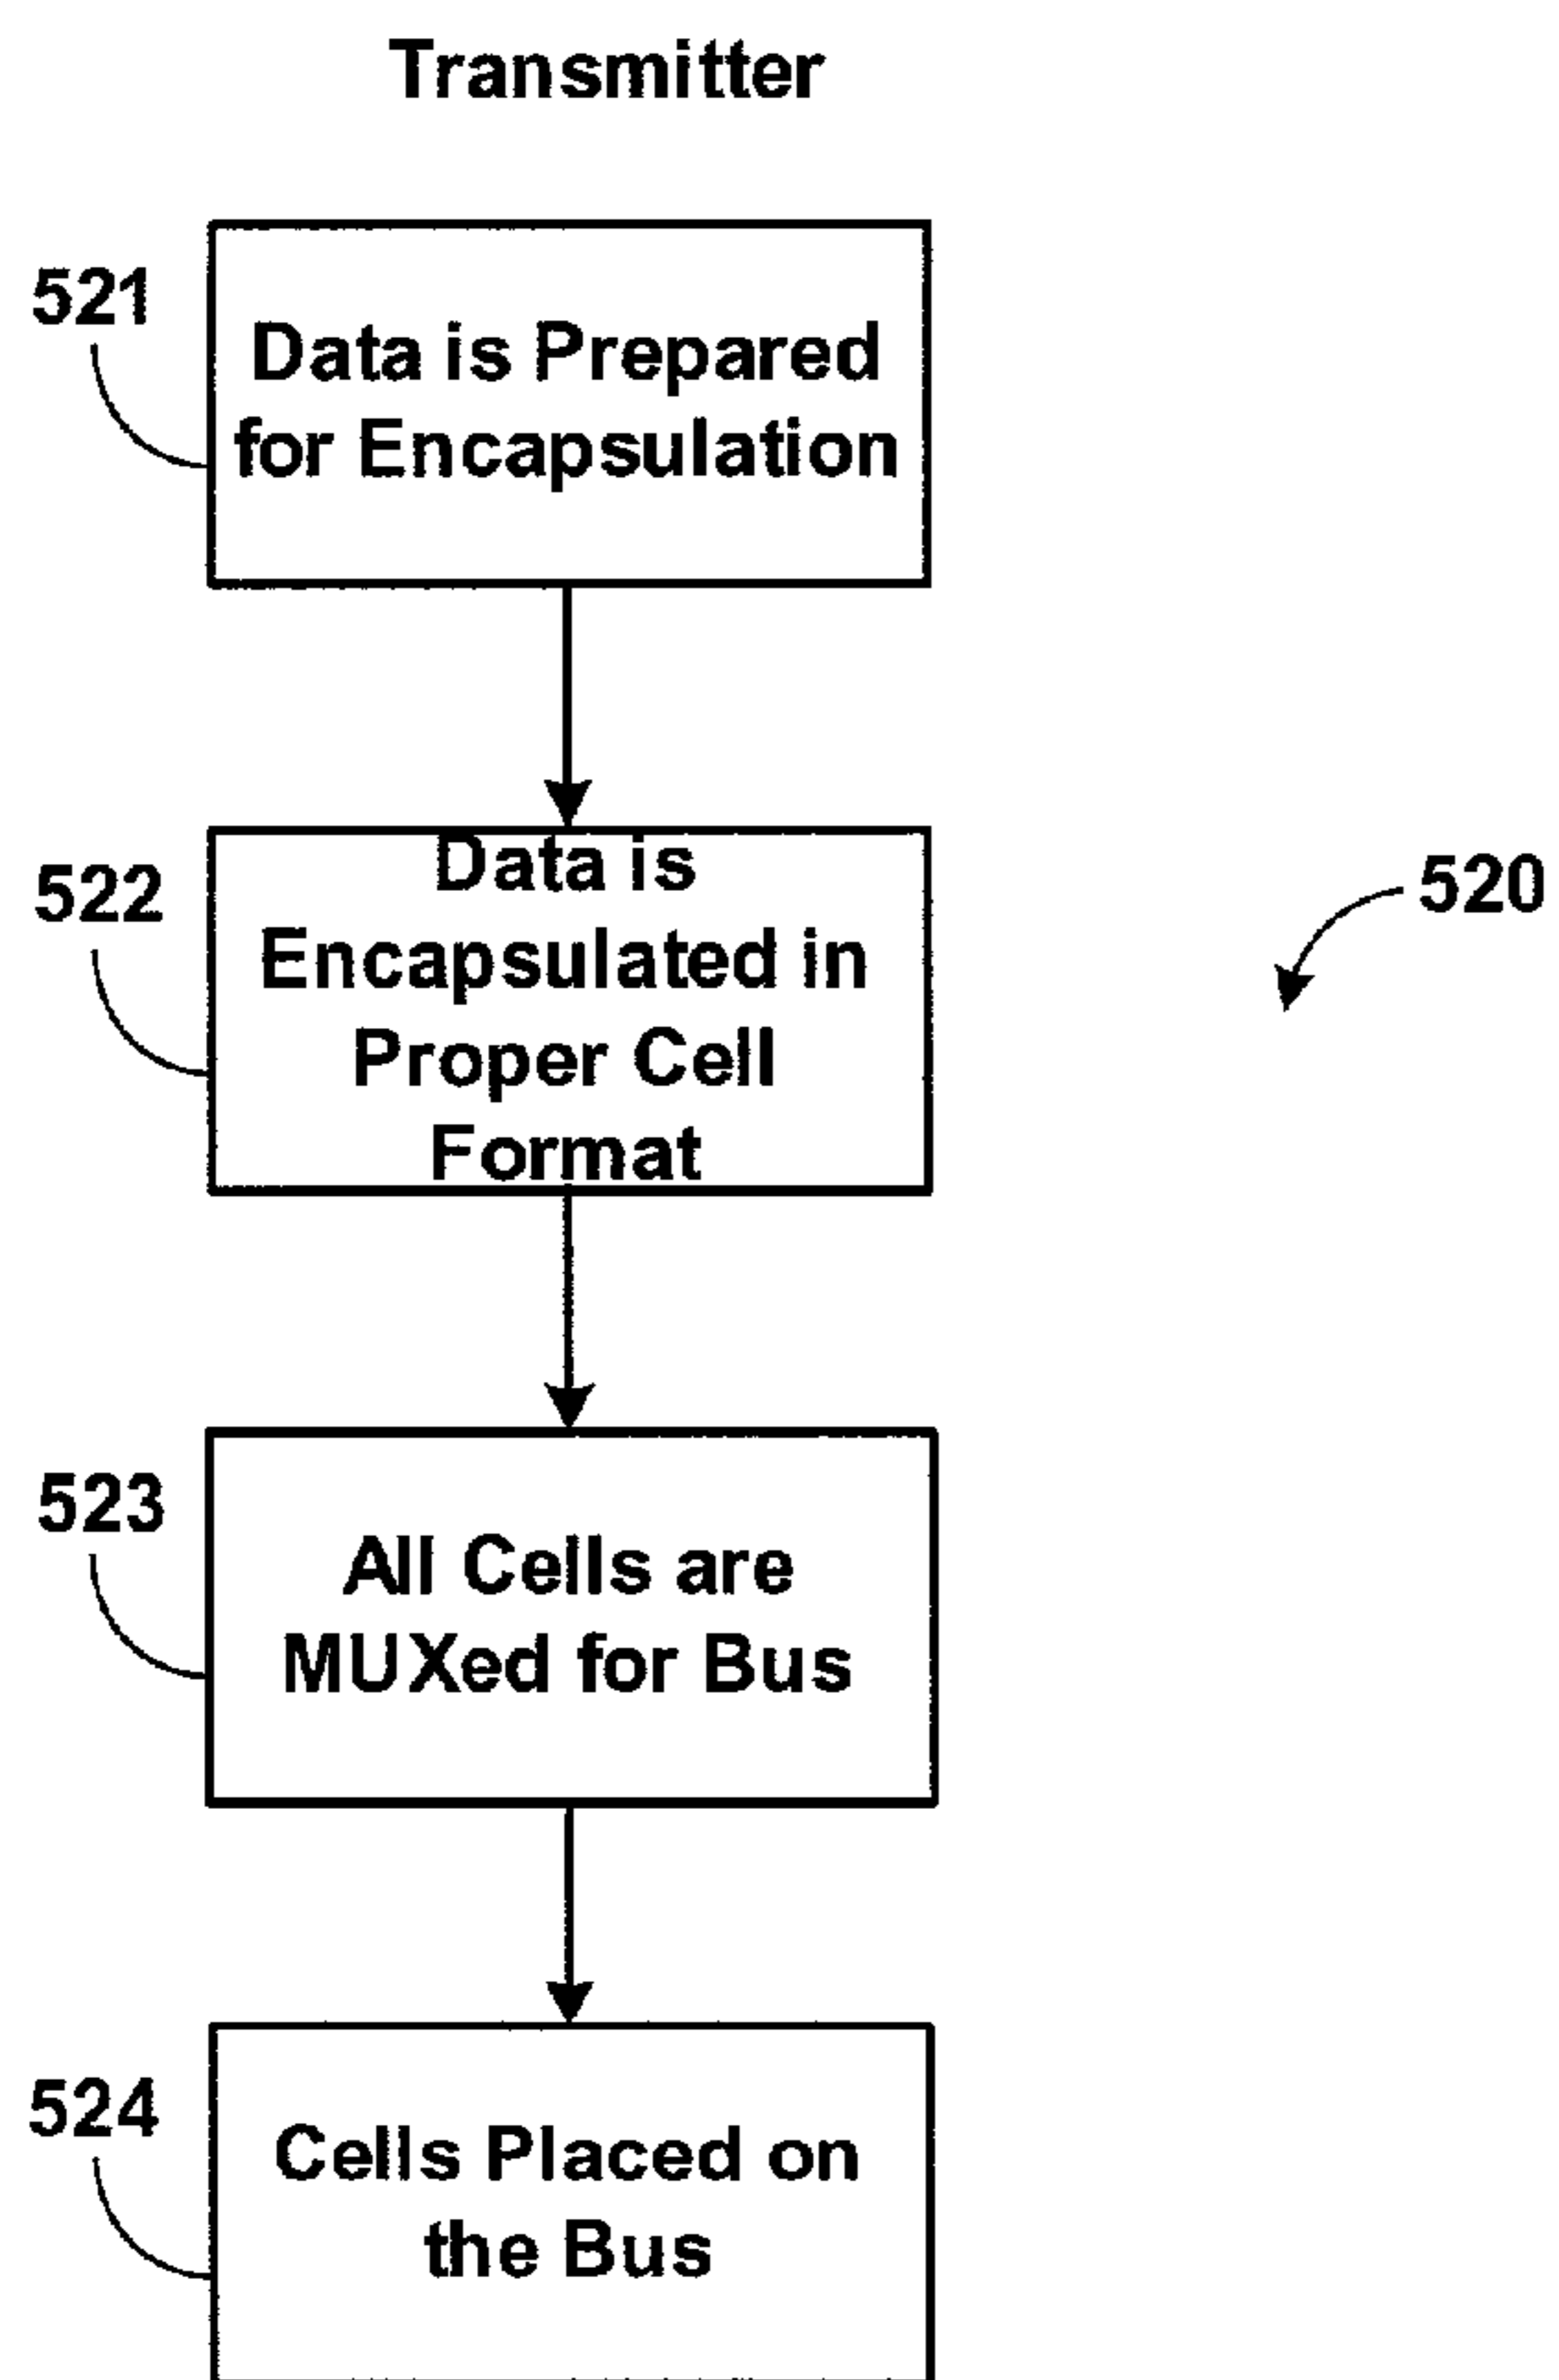 Transmitter
521
Data is Prepared
for Encapsulation
522
Data is
Encapsulated in
Proper Cell
Format
520
523
All Cells are
MUXed for Bus
524
Cells Placed on
the Bus